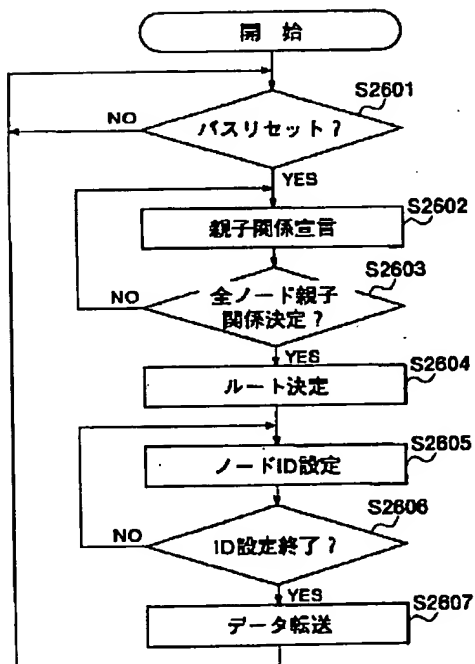 開 始
S2601
NO
バスリセット？
YES
S2602
親子関係宣言
S2603
NO
全ノード親子
関係決定？
YES
S2604
ルート決定
S2605
ノードID設定
S2606
NO
ID設定終了？
YES
S2607
データ転送